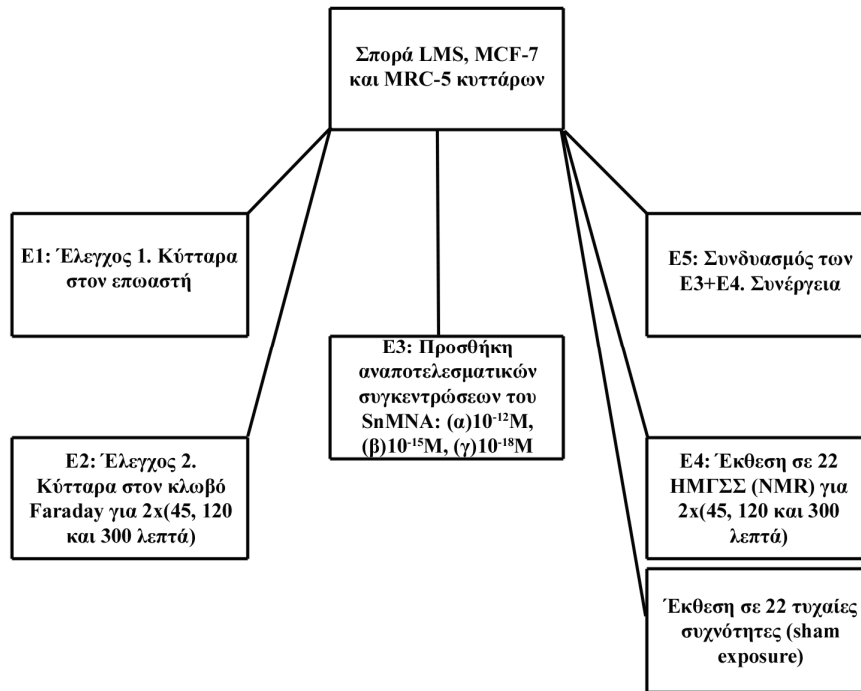 Σπορά LMS, MCF-7
και MRC-5 κυττάρων
Ε1: Έλεγχος 1. Κύτταρα
στον επωαστή
Ε5: Συνδυασμός των
Ε3+Ε4. Συνέργεια
Ε3: Προσθήκη
αναποτελεσματικών
συγκεντρώσεων του
SnMNA: (α)10⁻¹²M,
(β)10⁻¹⁵M, (γ)10⁻¹⁸M
Ε2: Έλεγχος 2.
Κύτταρα στον κλωβό
Faraday για 2x(45, 120
και 300 λεπτά)
Ε4: Έκθεση σε 22
ΗΜΓΣΣ (NMR) για
2x(45, 120 και 300
λεπτά)
Έκθεση σε 22 τυχαίες
συχνότητες (sham
exposure)